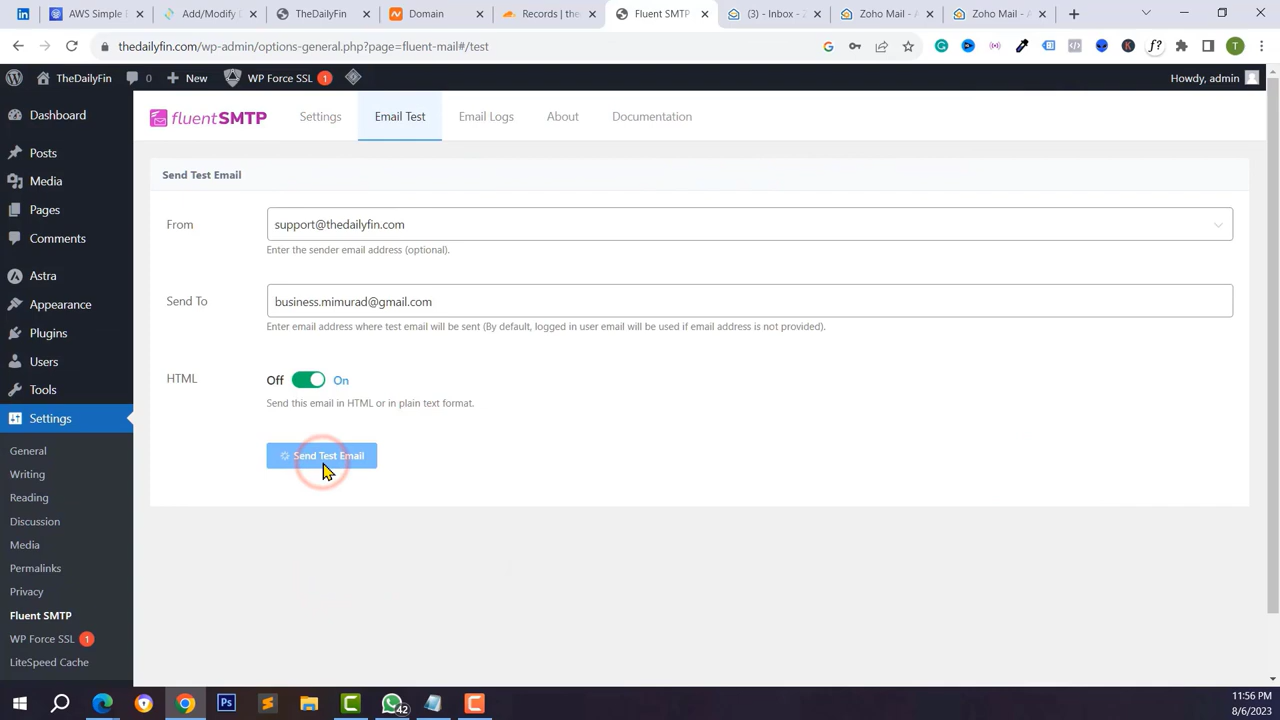 AWS Simple E
Add/Modify D
TheDailyFin
Domain
Records | the
Fluent SMTP
(3) - Inbox - Z
Zoho Mail - A
Zoho Mail - A
thedailyfin.com/wp-admin/options-general.php?page=fluent-mail#/test
TheDailyFin
0
New
WP Force SSL
1
Howdy, admin
Dashboard
Posts
Media
Pages
Comments
Astra
Appearance
Plugins
Users
Tools
Settings
General
Writing
Reading
Discussion
Media
Permalinks
Privacy
Fluent SMTP
WP Force SSL 1
LiteSpeed Cache
fluentSMTP
Settings
Email Test
Email Logs
About
Documentation
Send Test Email
From
support@thedailyfin.com
Enter the sender email address (optional).
Send To
business.mimurad@gmail.com
Enter email address where test email will be sent (By default, logged in user email will be used if email address is not provided).
HTML
Off
On
Send this email in HTML or in plain text format.
Send Test Email
Ps
42
11:56 PM
8/6/2023